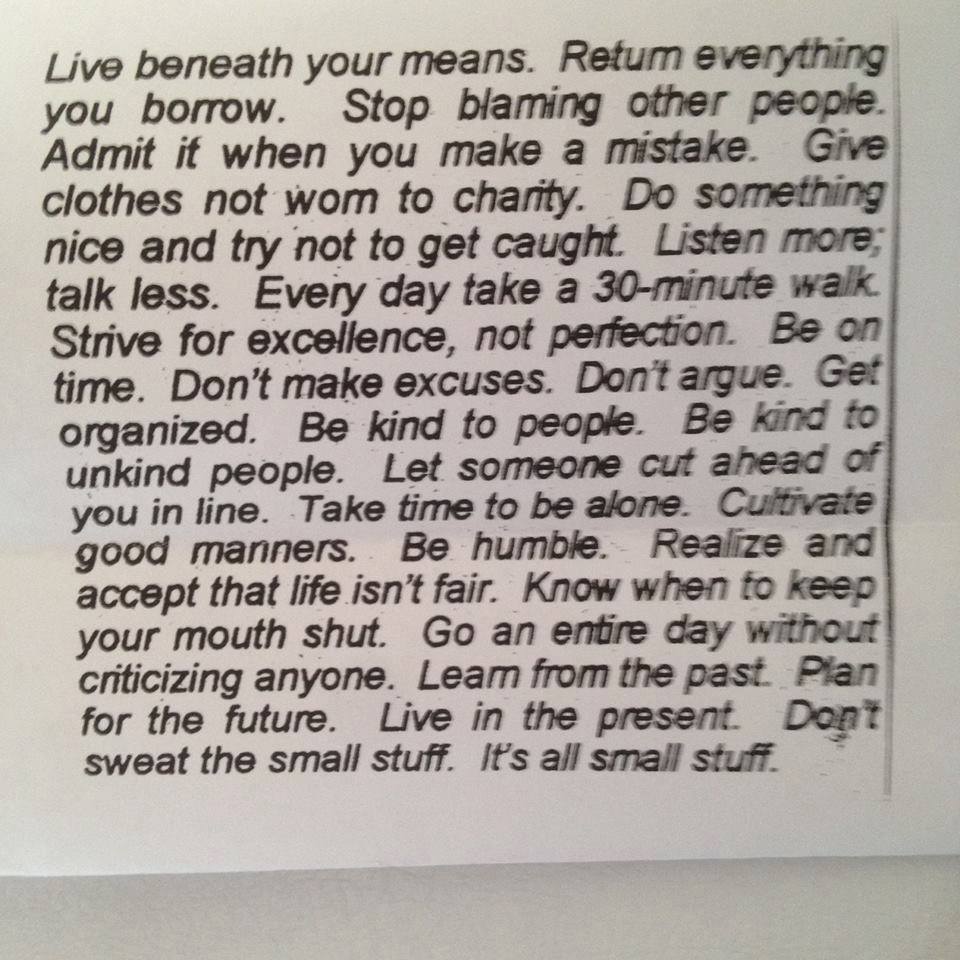 Live beneath your means. Return everything
you borrow. Stop blaming other people.
Admit it when you make a mistake. Give
clothes not worn to charity. Do something
nice and try not to get caught. Listen more;
talk less. Every day take a 30-minute walk.
Strive for excellence, not perfection. Be on
time. Don't make excuses. Don't argue. Get
organized. Be kind to people. Be kind to
unkind people. Let someone cut ahead of
you in line. Take time to be alone. Cultivate
good manners. Be humble. Realize and
accept that life isn't fair. Know when to keep
your mouth shut. Go an entire day without
criticizing anyone. Learn from the past. Plan
for the future. Live in the present. Don't
sweat the small stuff. It's all small stuff.